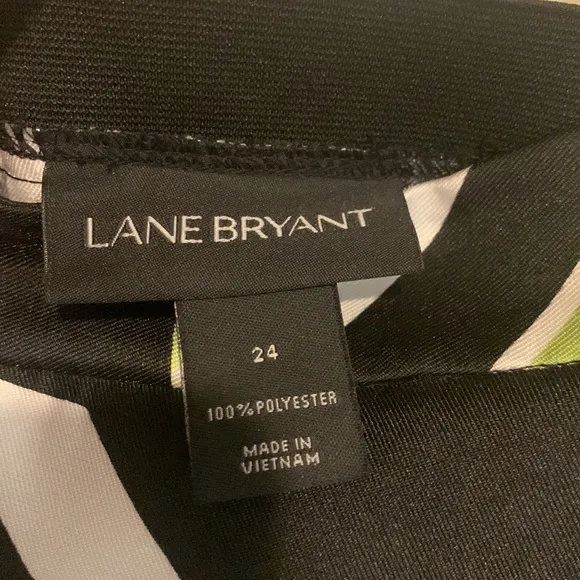 LANE BRYANT
24
100% POLYESTER
MADE IN
VIETNAM